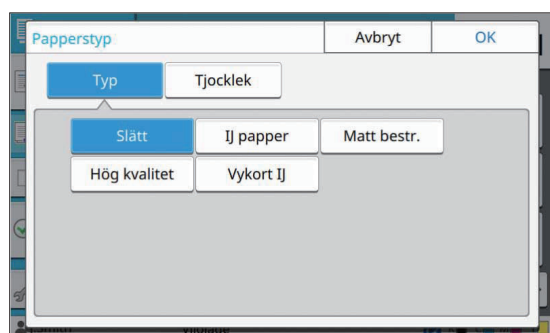 Papperstyp Avbryt OK
Typ Tjocklek
Slätt IJ papper Matt bestr.
Hög kvalitet Vykort IJ